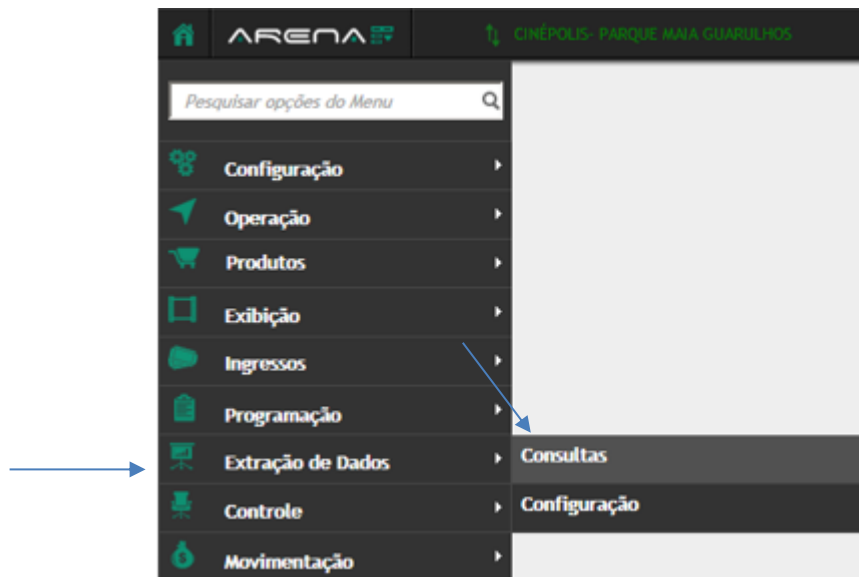 ARENA
CINÉPOLIS- PARQUE MAIA GUARULHOS
Pesquisar opções do Menu
Configuração
Operação
Produtos
Exibição
Ingressos
Programação
Extração de Dados
Consultas
Controle
Configuração
Movimentação